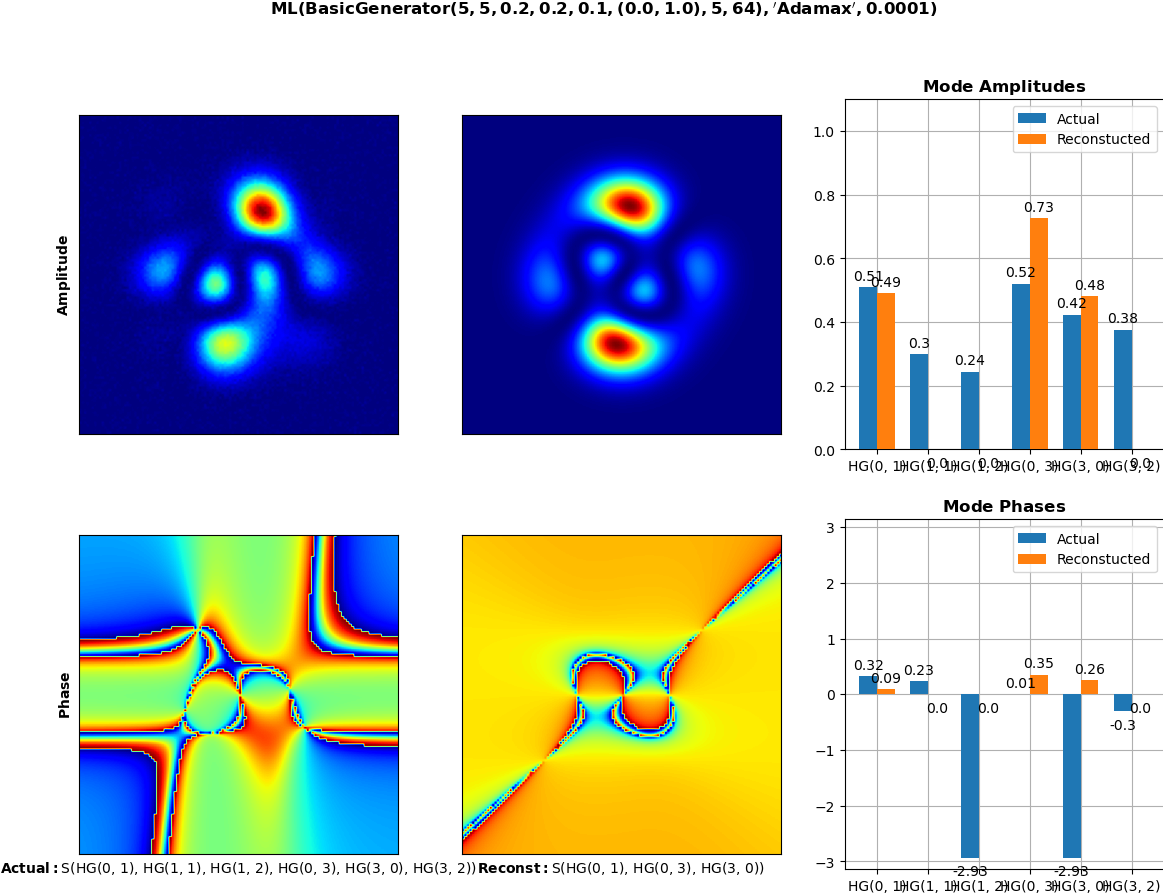 ML(BasicGenerator(5, 5, 0.2, 0.2, 0.1, (0.0, 1.0), 5, 64), ′Adamax′, 0.0001)
Mode Amplitudes
Actual
Reconstucted
1.0
0.8
0.6
0.4
0.2
0.0
0.51
0.49
0.3
0.0
0.24
0.0
0.52
0.73
0.42
0.48
0.38
0.0
HG(0, 1)
HG(1, 1)
HG(1, 2)
HG(0, 3)
HG(3, 0)
HG(3, 2)
Amplitude
Mode Phases
Actual
Reconstucted
3
2
1
0
−1
−2
−3
0.32
0.09
0.23
0.0
-2.93
0.0
0.01
0.35
-2.93
0.26
-0.3
0.0
HG(0, 1)
HG(1, 1)
HG(1, 2)
HG(0, 3)
HG(3, 0)
HG(3, 2)
Phase
Actual: S(HG(0, 1), HG(1, 1), HG(1, 2), HG(0, 3), HG(3, 0), HG(3, 2))
Reconst: S(HG(0, 1), HG(0, 3), HG(3, 0))